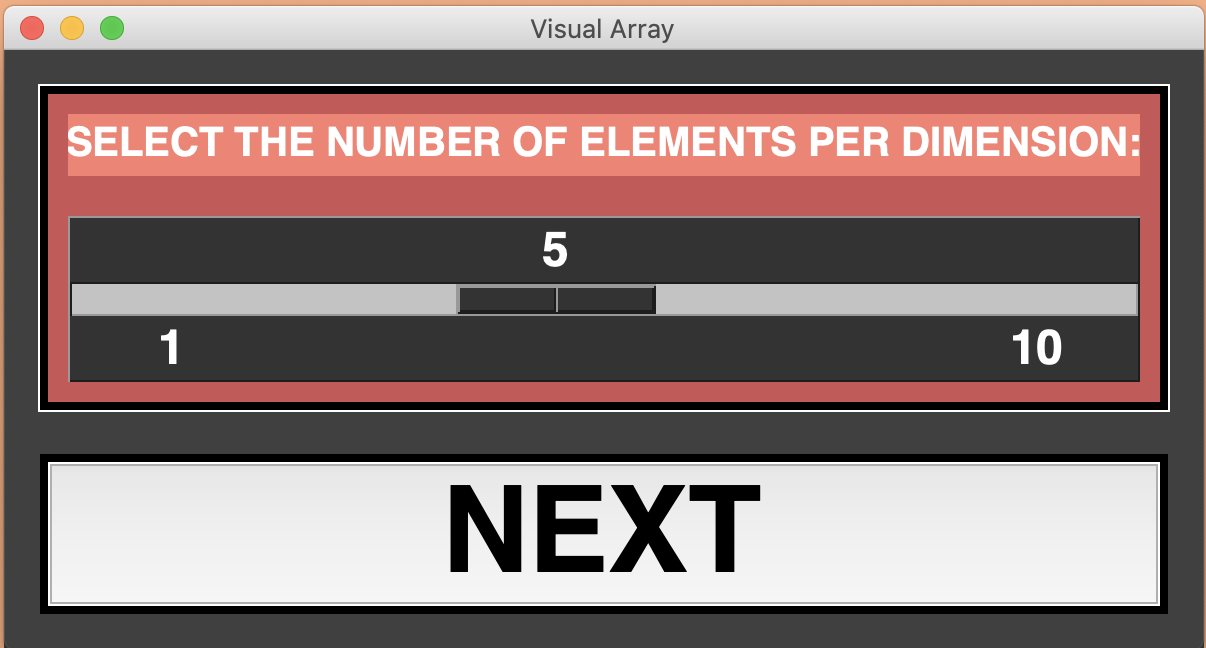 Visual Array
SELECT THE NUMBER OF ELEMENTS PER DIMENSION:
5
1 10
NEXT